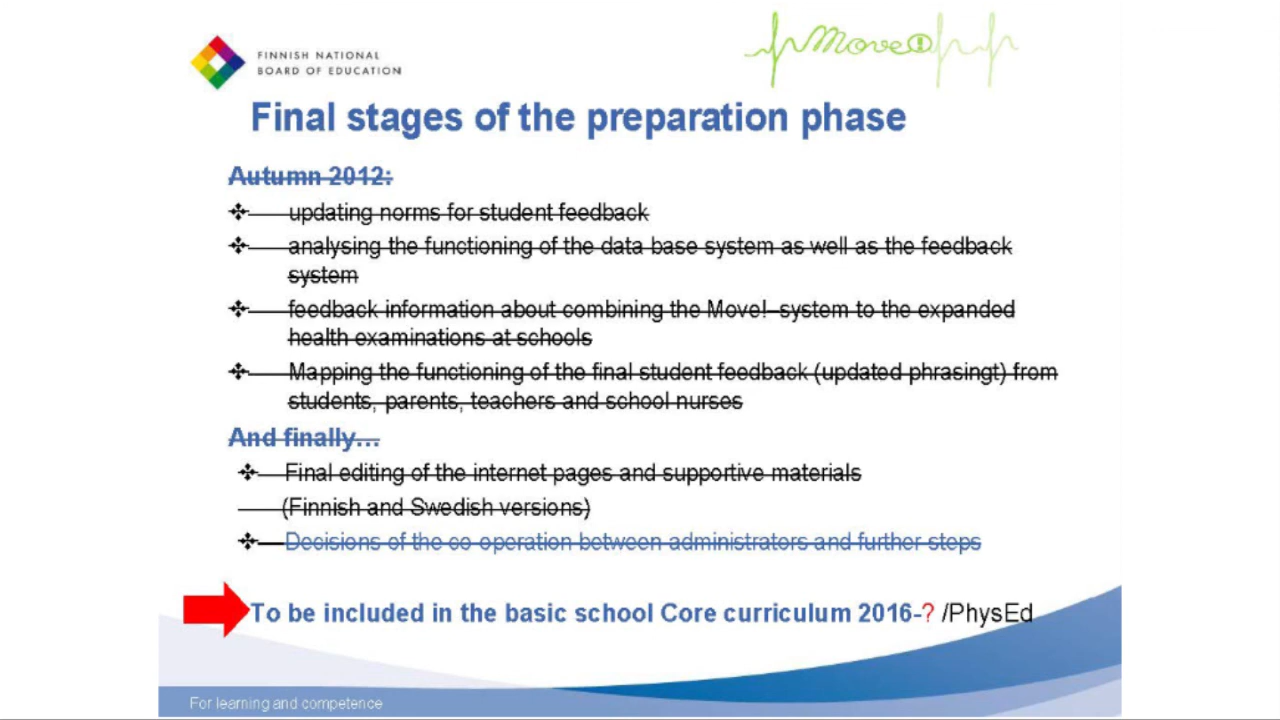 FINNISH NATIONAL
BOARD OF EDUCATION
Move!
Final stages of the preparation phase
Autumn 2012:
updating norms for student feedback
analysing the functioning of the data base system as well as the feedback
system
feedback information about combining the Move!–system to the expanded
health examinations at schools
Mapping the functioning of the final student feedback (updated phrasingt) from
students, parents, teachers and school nurses
And finally…
Final editing of the internet pages and supportive materials
(Finnish and Swedish versions)
Decisions of the co-operation between administrators and further steps
To be included in the basic school Core curriculum 2016-? /PhysEd
For learning and competence